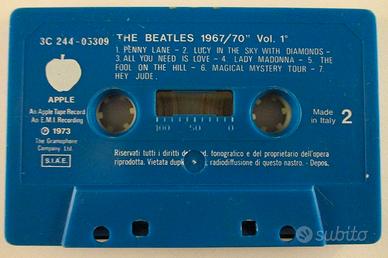 3C 244-05309
"THE BEATLES 1967/70" Vol. 1°
1. PENNY LANE - 2. LUCY IN THE SKY WITH DIAMONDS -
3. ALL YOU NEED IS LOVE - 4. LADY MADONNA - 5. THE
FOOL ON THE HILL - 6. MAGICAL MYSTERY TOUR - 7.
HEY JUDE.
APPLE
An Apple Tape Record
An E.M.I. Recording
℗ 1973
The Gramophone
Company Ltd.
S.I.A.E.
100 50 0
Made
in Italy
2
Riservati tutti i diritti del fonografico e del proprietario dell'opera
riprodotta. Vietata radiodiffusione di questo nastro. - Depos.
subito